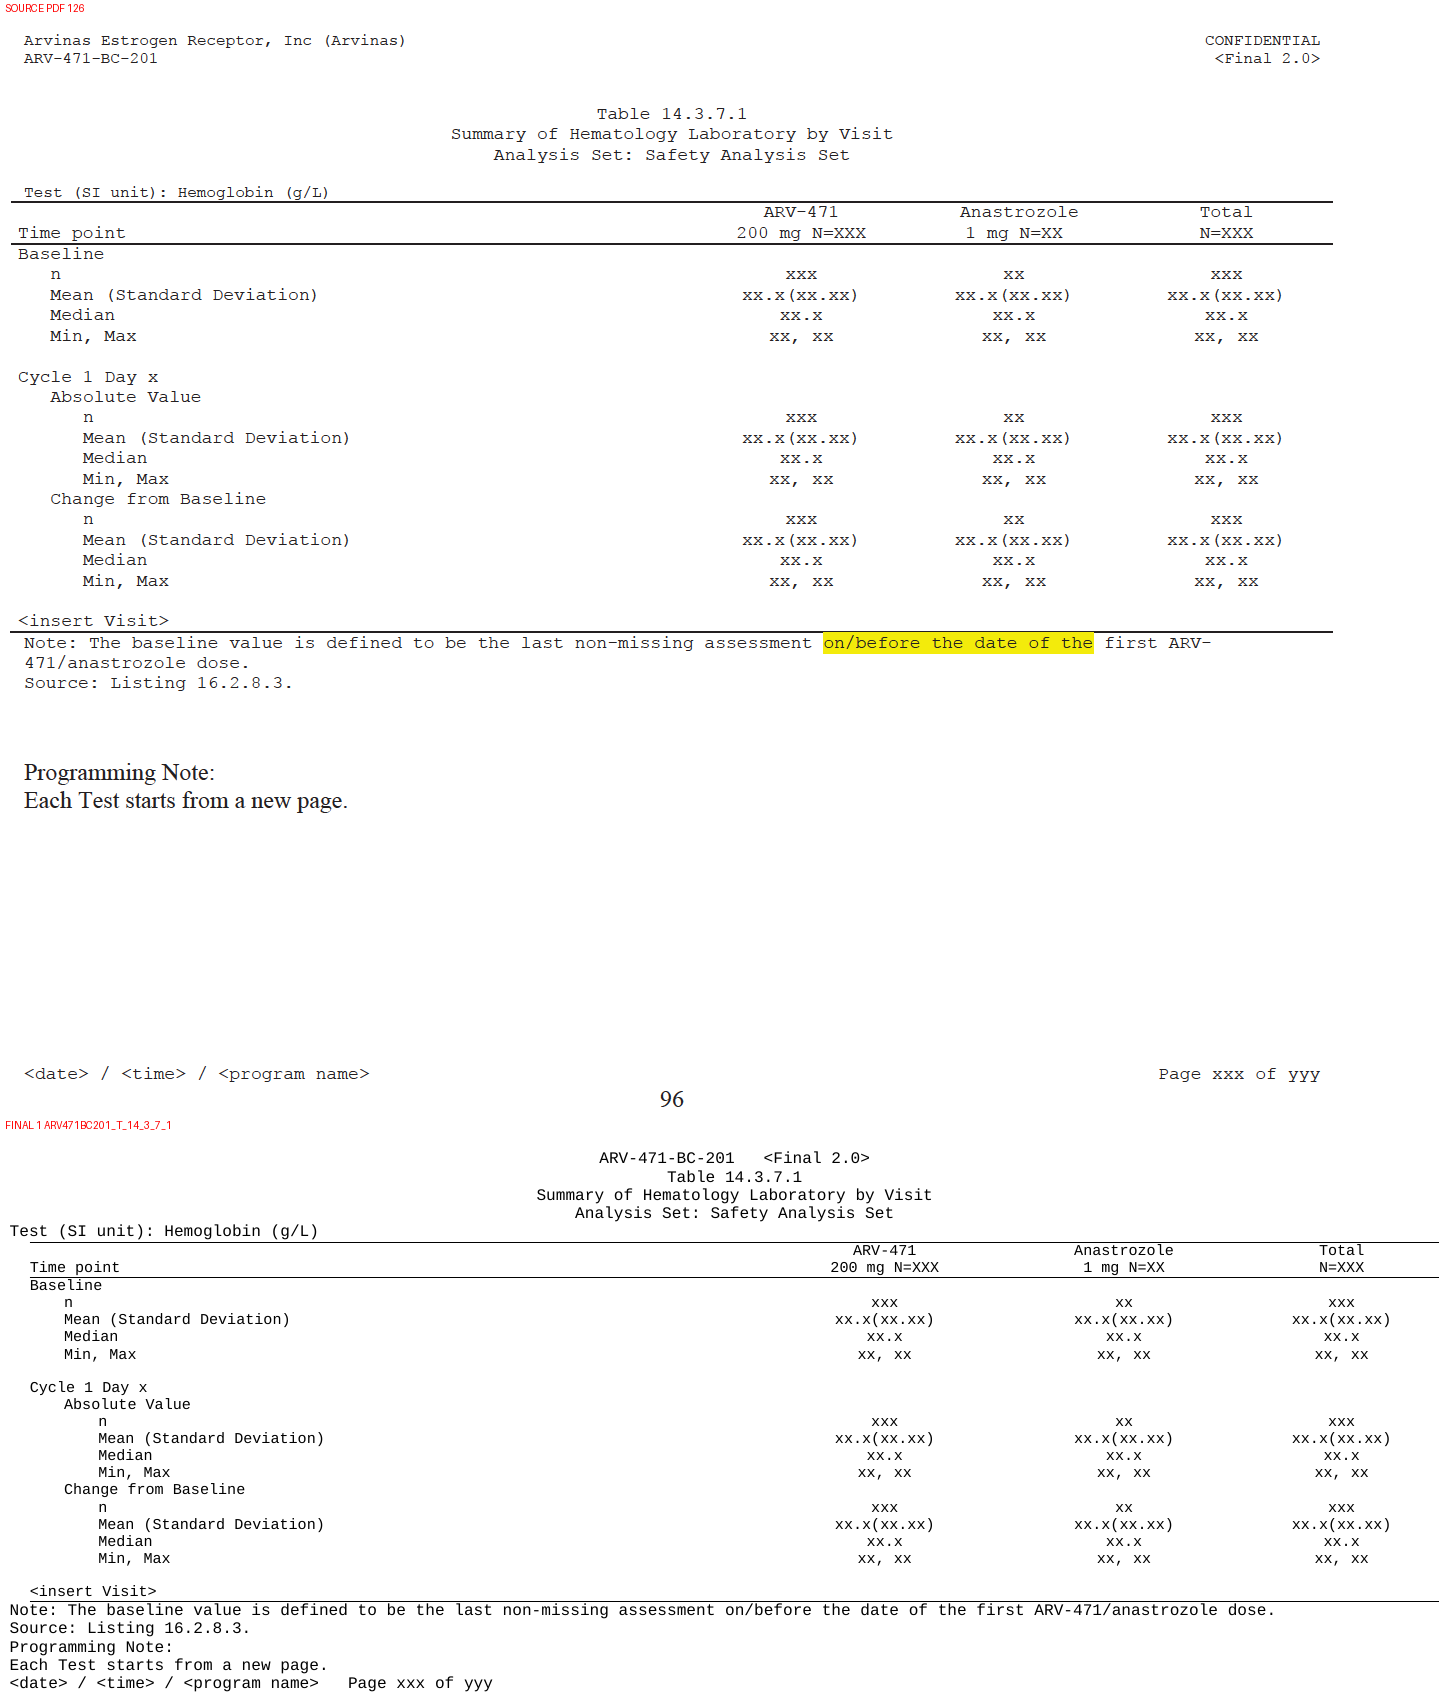 SOURCE PDF 126
Arvinas Estrogen Receptor, Inc (Arvinas) CONFIDENTIAL
ARV-471-BC-201 <Final 2.0>
Table 14.3.7.1
Summary of Hematology Laboratory by Visit
Analysis Set: Safety Analysis Set
Test (SI unit): Hemoglobin (g/L)
ARV-471 Anastrozole Total
Time point 200 mg N=XXX 1 mg N=XX N=XXX
Baseline
n xxx xx xxx
Mean (Standard Deviation) xx.x(xx.xx) xx.x(xx.xx) xx.x(xx.xx)
Median xx.x xx.x xx.x
Min, Max xx, xx xx, xx xx, xx
Cycle 1 Day x
Absolute Value
n xxx xx xxx
Mean (Standard Deviation) xx.x(xx.xx) xx.x(xx.xx) xx.x(xx.xx)
Median xx.x xx.x xx.x
Min, Max xx, xx xx, xx xx, xx
Change from Baseline
n xxx xx xxx
Mean (Standard Deviation) xx.x(xx.xx) xx.x(xx.xx) xx.x(xx.xx)
Median xx.x xx.x xx.x
Min, Max xx, xx xx, xx xx, xx
<insert Visit>
Note: The baseline value is defined to be the last non-missing assessment on/before the date of the first ARV-
471/anastrozole dose.
Source: Listing 16.2.8.3.
Programming Note:
Each Test starts from a new page.
<date> / <time> / <program name> Page xxx of yyy
96
FINAL 1 ARV471BC201_T_14_3_7_1
ARV-471-BC-201 <Final 2.0>
Table 14.3.7.1
Summary of Hematology Laboratory by Visit
Analysis Set: Safety Analysis Set
Test (SI unit): Hemoglobin (g/L)
ARV-471 Anastrozole Total
Time point 200 mg N=XXX 1 mg N=XX N=XXX
Baseline
n xxx xx xxx
Mean (Standard Deviation) xx.x(xx.xx) xx.x(xx.xx) xx.x(xx.xx)
Median xx.x xx.x xx.x
Min, Max xx, xx xx, xx xx, xx
Cycle 1 Day x
Absolute Value
n xxx xx xxx
Mean (Standard Deviation) xx.x(xx.xx) xx.x(xx.xx) xx.x(xx.xx)
Median xx.x xx.x xx.x
Min, Max xx, xx xx, xx xx, xx
Change from Baseline
n xxx xx xxx
Mean (Standard Deviation) xx.x(xx.xx) xx.x(xx.xx) xx.x(xx.xx)
Median xx.x xx.x xx.x
Min, Max xx, xx xx, xx xx, xx
<insert Visit>
Note: The baseline value is defined to be the last non-missing assessment on/before the date of the first ARV-471/anastrozole dose.
Source: Listing 16.2.8.3.
Programming Note:
Each Test starts from a new page.
<date> / <time> / <program name> Page xxx of yyy